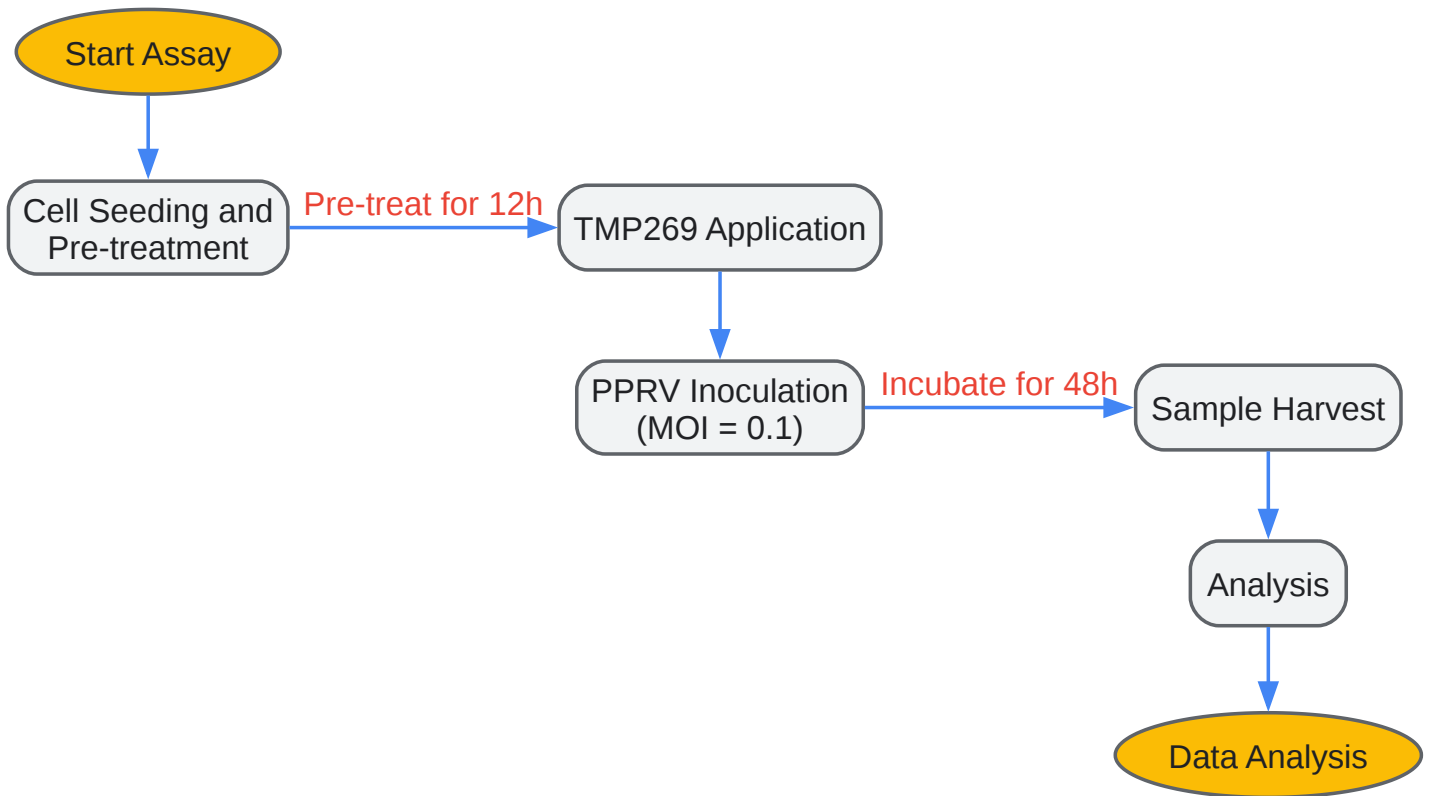 Start Assay
Cell Seeding and
Pre-treatment
Pre-treat for 12h
TMP269 Application
PPRV Inoculation
(MOI = 0.1)
Incubate for 48h
Sample Harvest
Analysis
Data Analysis